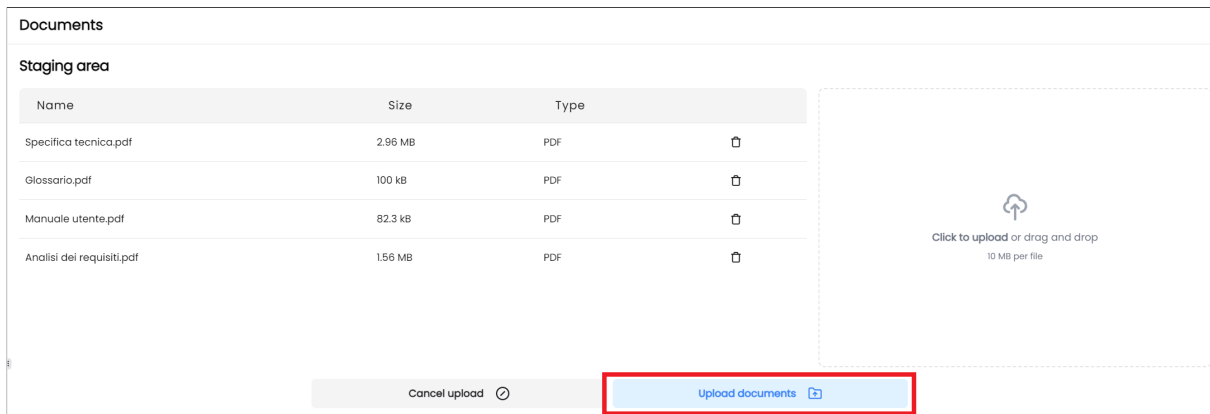 Documents
Staging area
Name Size Type
Specifica tecnica.pdf 2.96 MB PDF
Glossario.pdf 100 kB PDF
Manuale utente.pdf 82.3 kB PDF
Analisi dei requisiti.pdf 1.56 MB PDF
Click to upload or drag and drop
10 MB per file
Cancel upload Upload documents